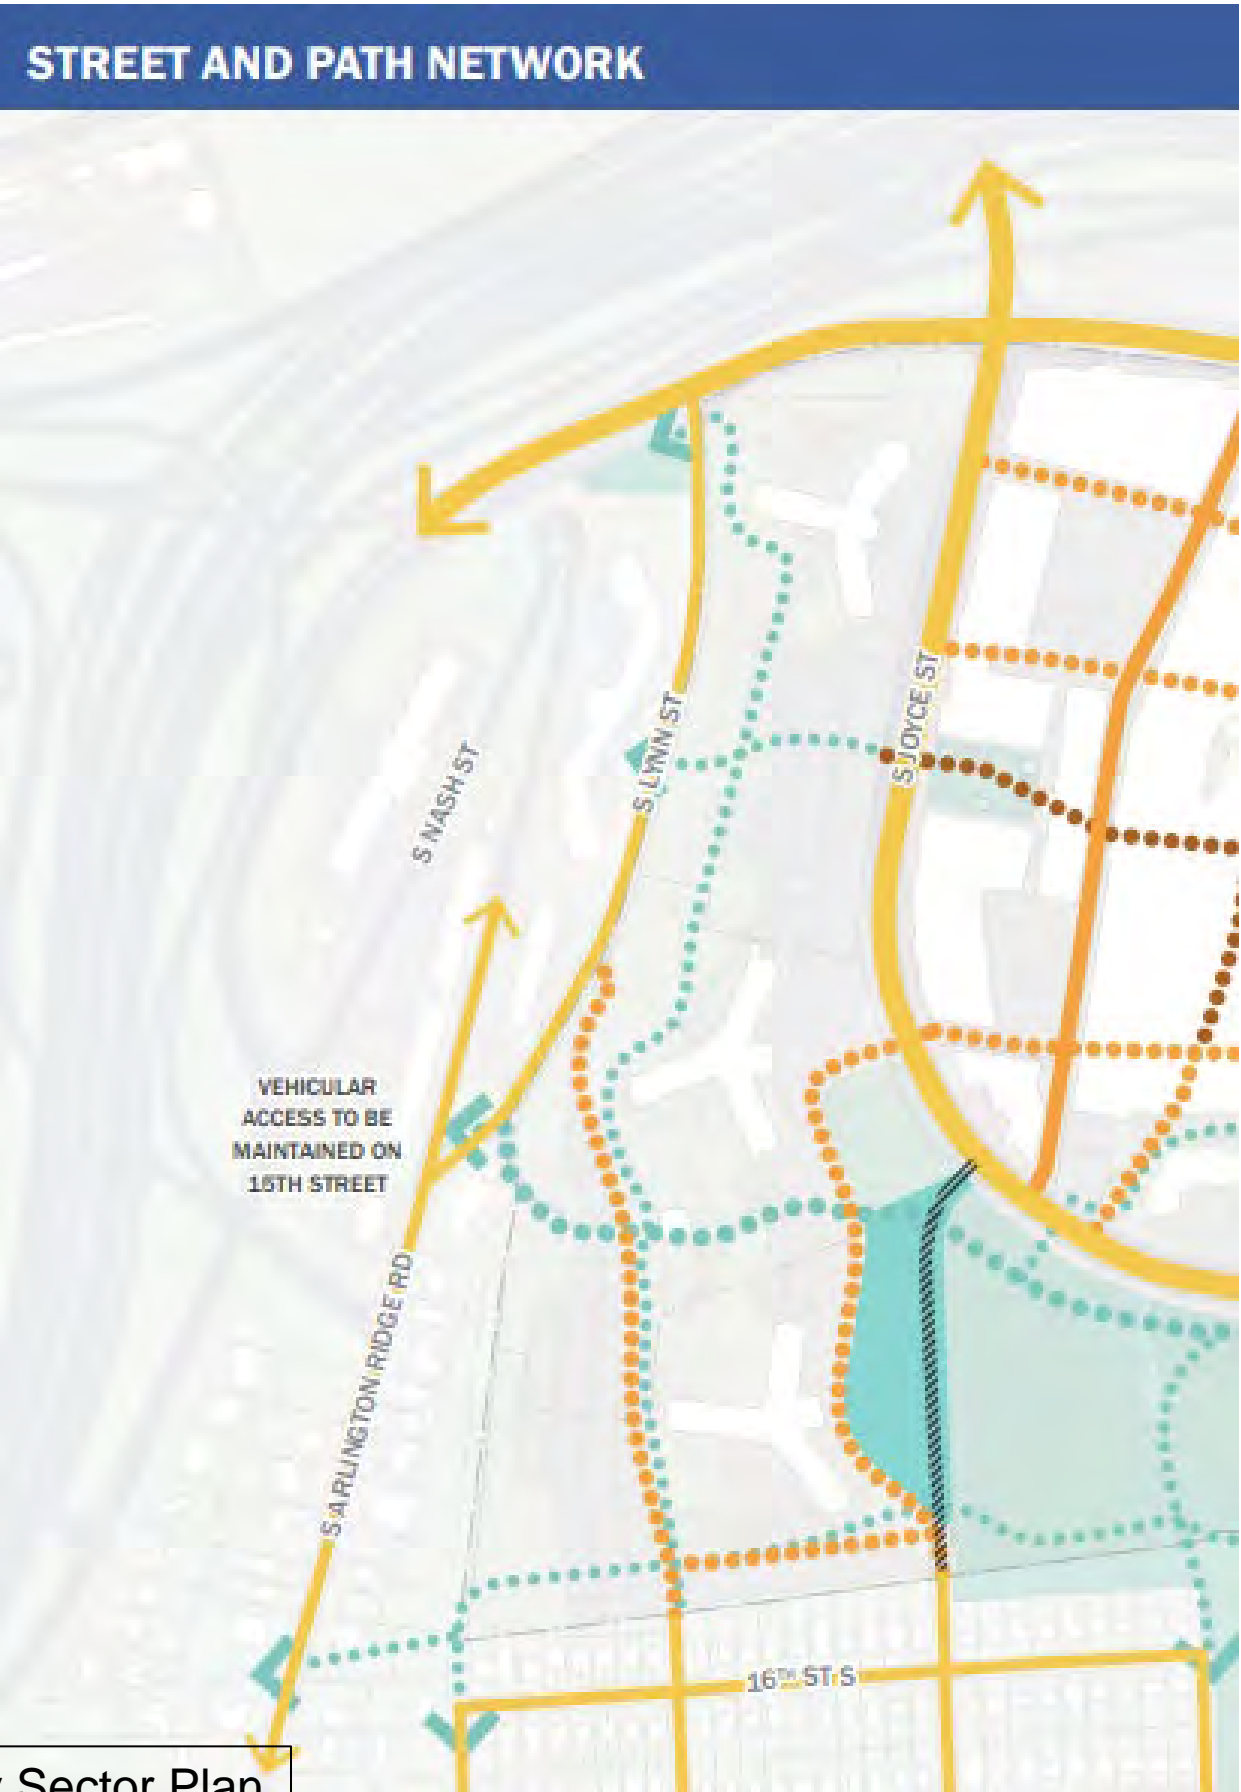 STREET AND PATH NETWORK
S JOYCE ST
S LYNN ST
S NASH ST
VEHICULAR
ACCESS TO BE
MAINTAINED ON
15TH STREET
S ARLINGTON RIDGE RD
16TH ST S
Sector Plan